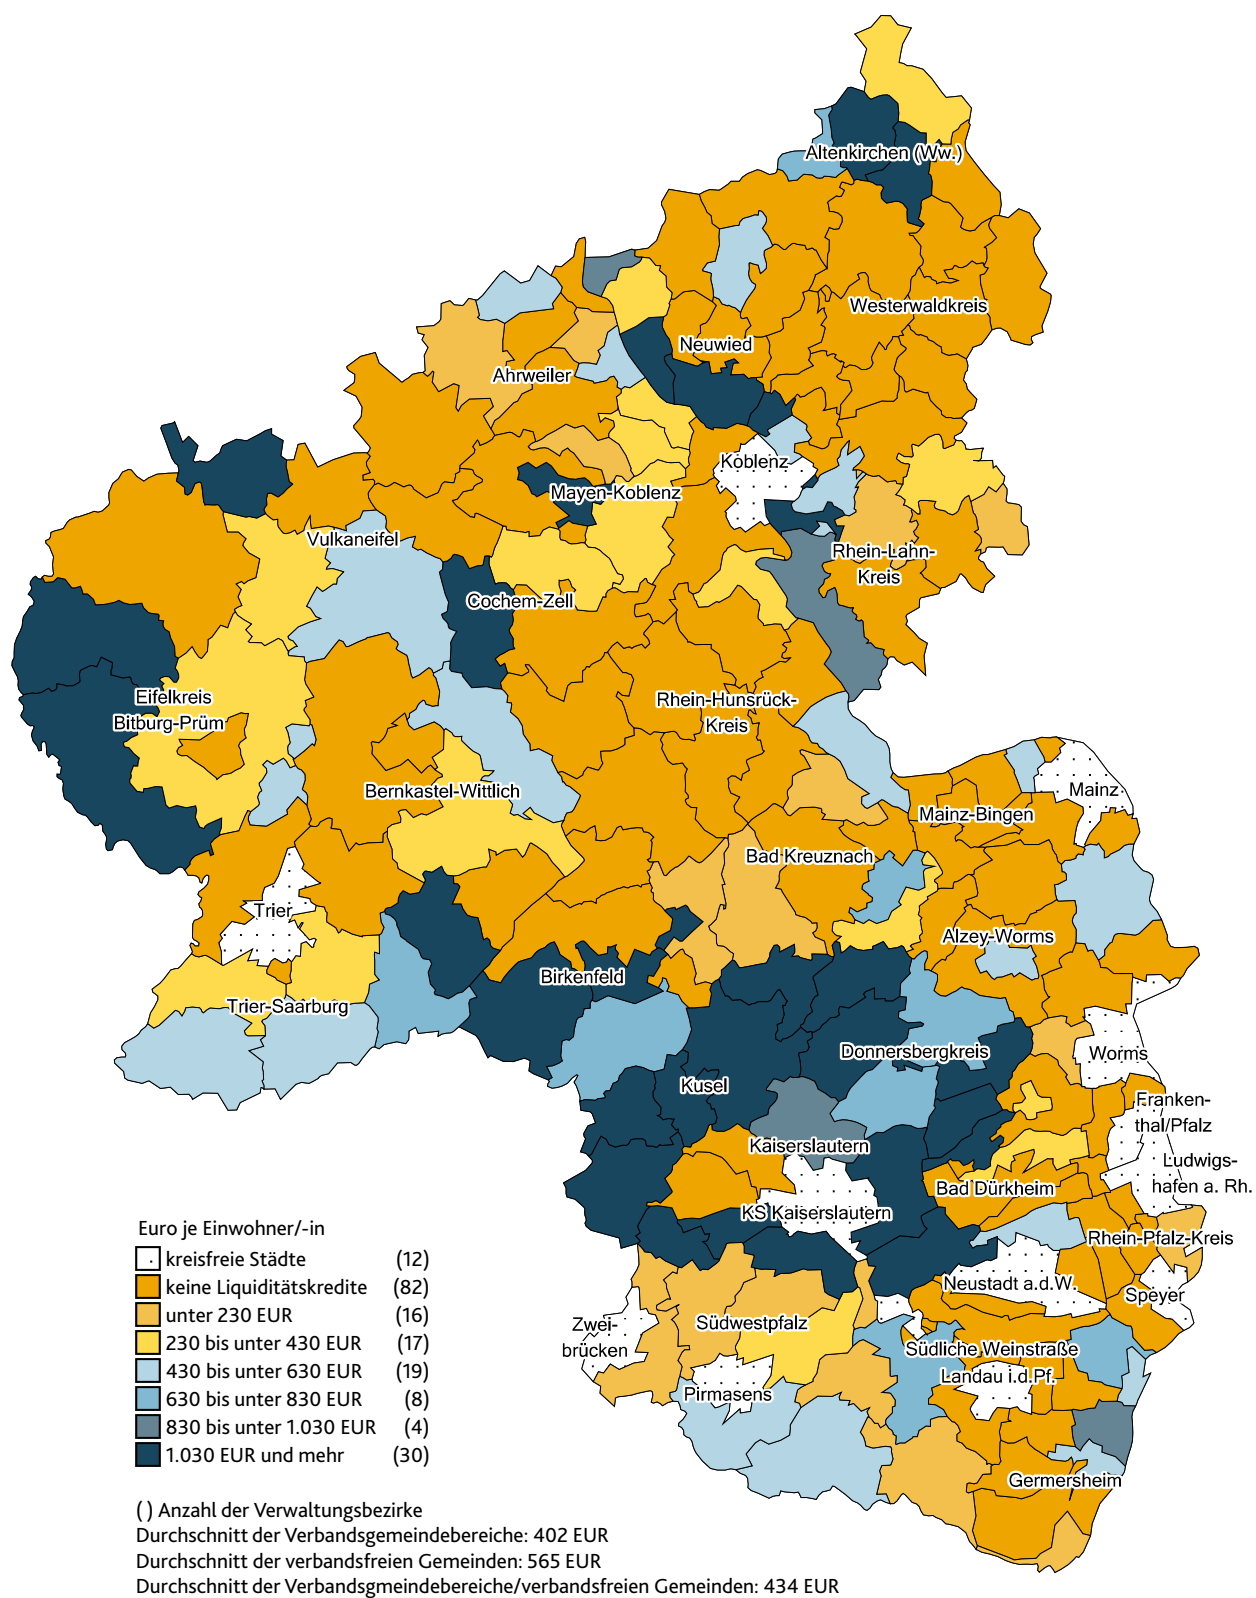 Altenkirchen (Ww.)
Westerwaldkreis
Neuwied
Ahrweiler
Koblenz
Mayen-Koblenz
Vulkaneifel
Rhein-Lahn-
Kreis
Cochem-Zell
Eifelkreis
Bitburg-Prüm
Rhein-Hunsrück-
Kreis
Bernkastel-Wittlich
Mainz
Mainz-Bingen
Bad Kreuznach
Trier
Alzey-Worms
Birkenfeld
Trier-Saarburg
Donnersbergkreis
Worms
Kusel
Franken-
thal/Pfalz
Kaiserslautern
Ludwigs-
hafen a. Rh.
Bad Dürkheim
KS Kaiserslautern
Rhein-Pfalz-Kreis
Neustadt a.d.W.
Speyer
Zwei-
brücken
Südwestpfalz
Südliche Weinstraße
Landau i.d.Pf.
Pirmasens
Germersheim
Euro je Einwohner/-in
kreisfreie Städte (12)
keine Liquiditätskredite (82)
unter 230 EUR (16)
230 bis unter 430 EUR (17)
430 bis unter 630 EUR (19)
630 bis unter 830 EUR (8)
830 bis unter 1.030 EUR (4)
1.030 EUR und mehr (30)
( ) Anzahl der Verwaltungsbezirke
Durchschnitt der Verbandsgemeindebereiche: 402 EUR
Durchschnitt der verbandsfreien Gemeinden: 565 EUR
Durchschnitt der Verbandsgmeindebereiche/verbandsfreien Gemeinden: 434 EUR